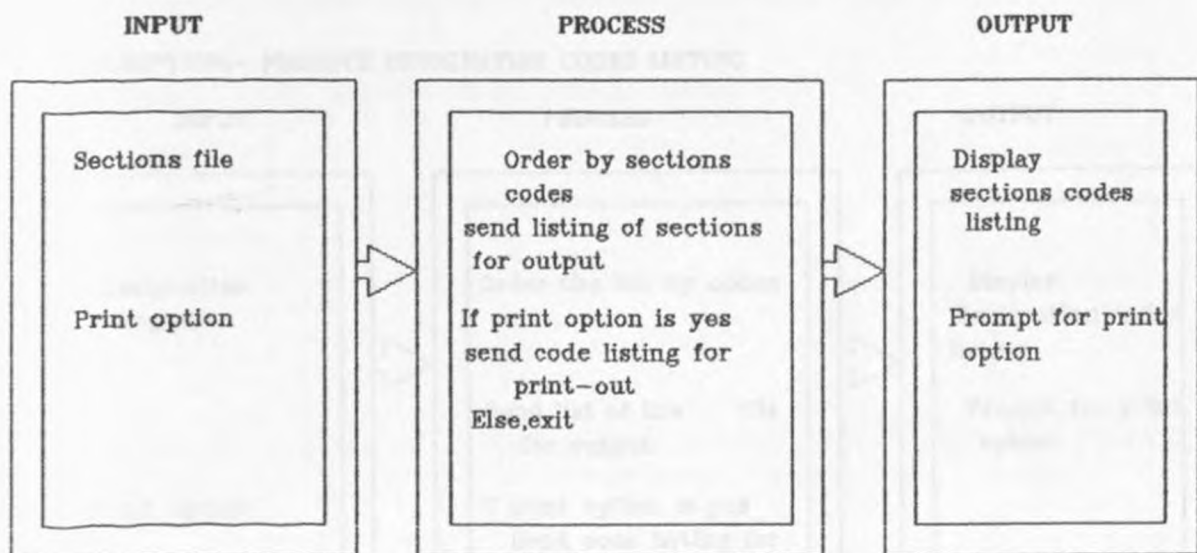 INPUT
PROCESS
OUTPUT
Sections file
Print option
Order by sections
codes
send listing of sections
for output
If print option is yes
send code listing for
print-out
Else,exit
Display
sections codes
listing
Prompt for print
option